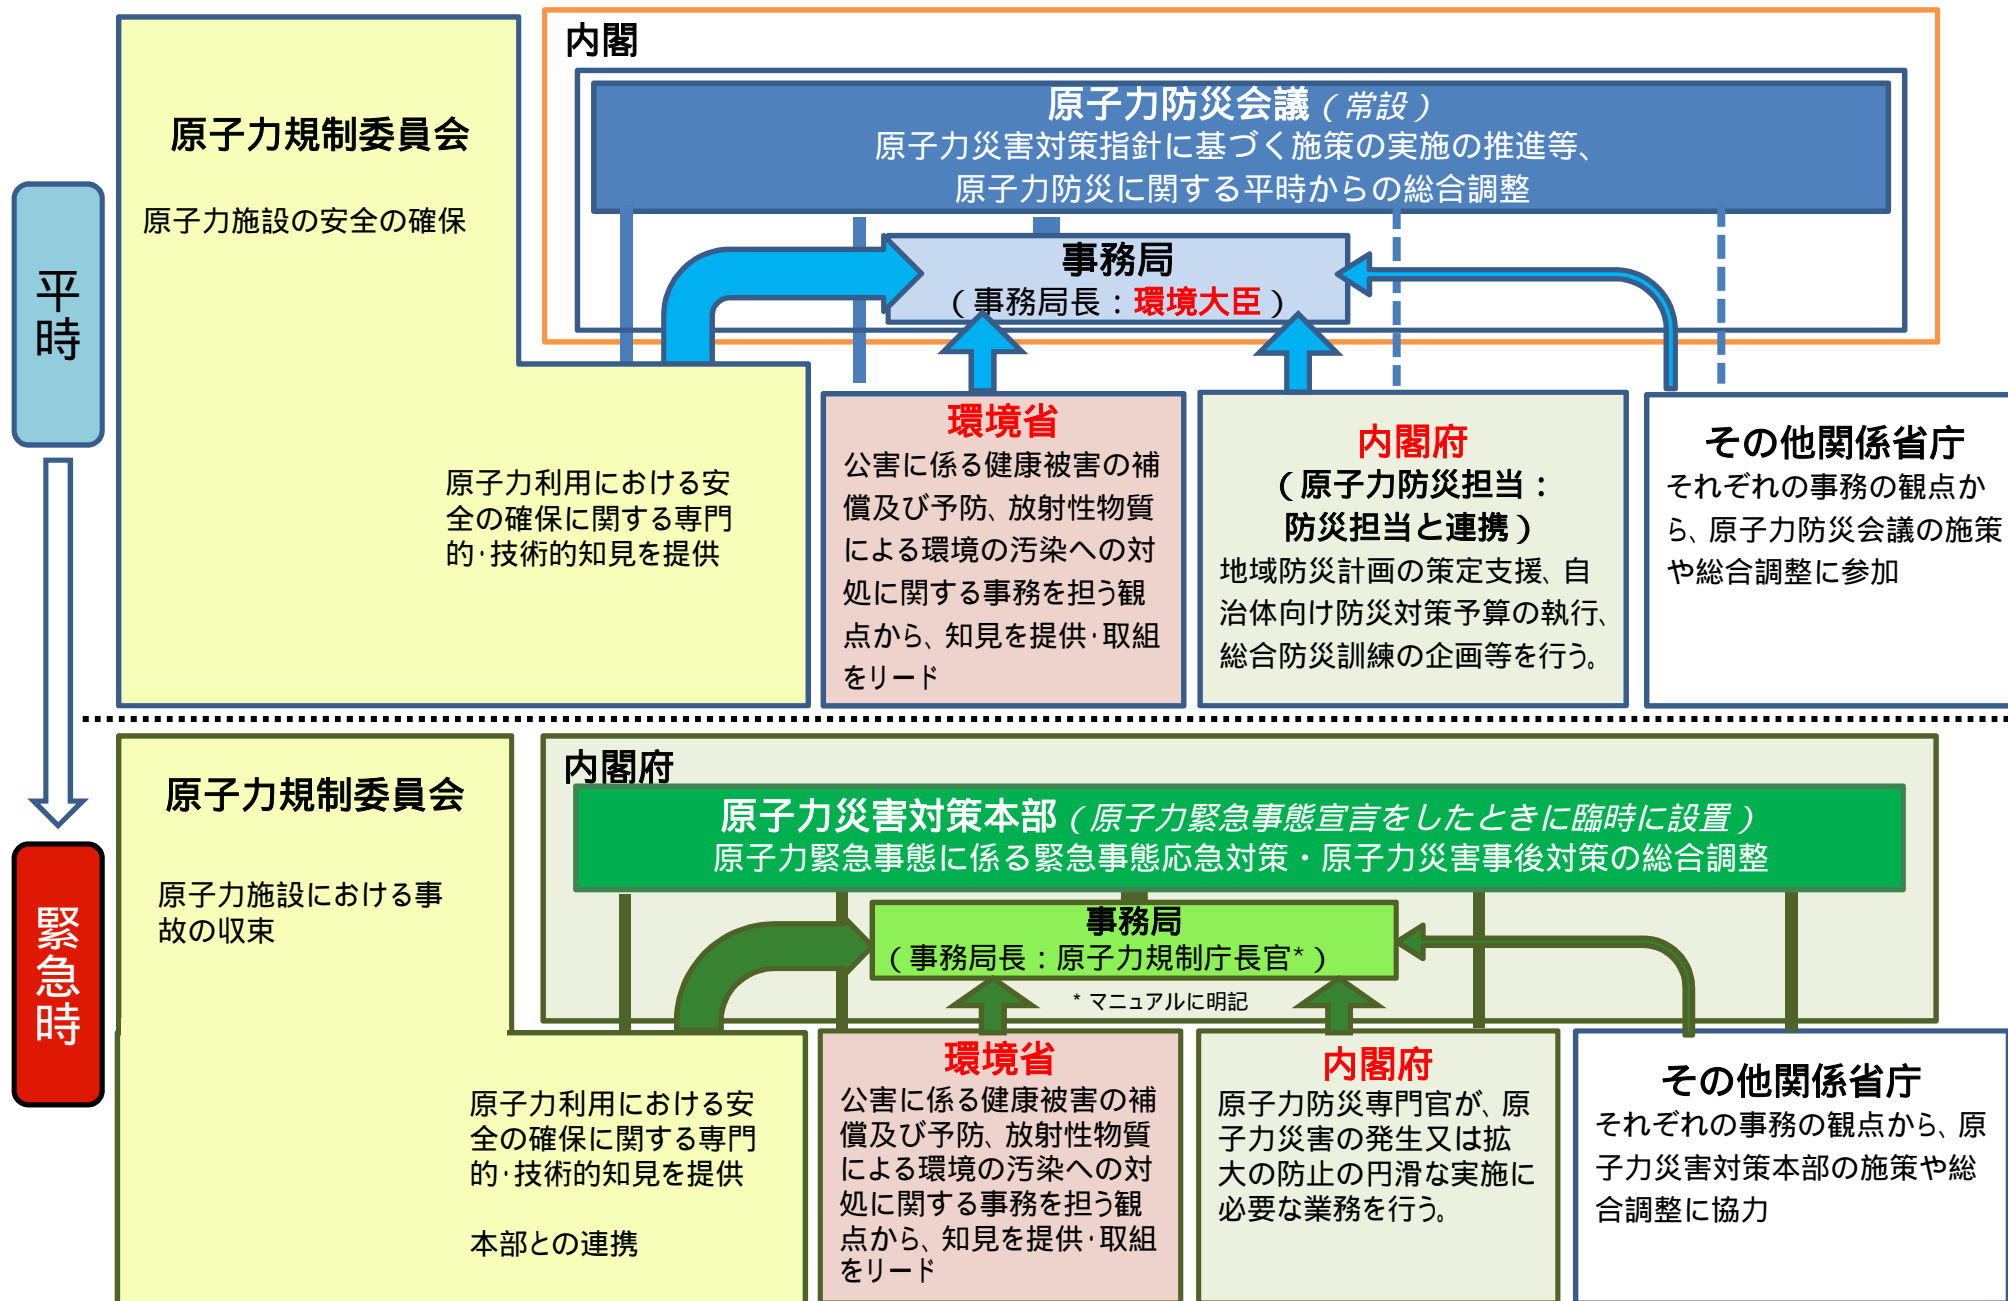 平時
原子力規制委員会
原子力施設の安全の確保
原子力利用における安
全の確保に関する専門
的・技術的知見を提供
内閣
原子力防災会議(常設)
原子力災害対策指針に基づく施策の実施の推進等、
原子力防災に関する平時からの総合調整
事務局
(事務局長:環境大臣)
環境省
公害に係る健康被害の補
償及び予防、放射性物質
による環境の汚染への対
処に関する事務を担う観
点から、知見を提供・取組
をリード
内閣府
(原子力防災担当:
防災担当と連携)
地域防災計画の策定支援、自
治体向け防災対策予算の執行、
総合防災訓練の企画等を行う。
その他関係省庁
それぞれの事務の観点か
ら、原子力防災会議の施策
や総合調整に参加
緊急時
原子力規制委員会
原子力施設における事
故の収束
原子力利用における安
全の確保に関する専門
的・技術的知見を提供
本部との連携
内閣府
原子力災害対策本部(原子力緊急事態宣言をしたときに臨時に設置)
原子力緊急事態に係る緊急事態応急対策・原子力災害事後対策の総合調整
事務局
(事務局長:原子力規制庁長官*)
* マニュアルに明記
環境省
公害に係る健康被害の補
償及び予防、放射性物質
による環境の汚染への対
処に関する事務を担う観
点から、知見を提供・取組
をリード
内閣府
原子力防災専門官が、原
子力災害の発生又は拡
大の防止の円滑な実施に
必要な業務を行う。
その他関係省庁
それぞれの事務の観点から、原
子力災害対策本部の施策や総
合調整に協力